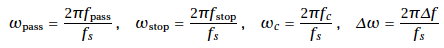 ω_pass = 2πf_pass / f_s , ω_stop = 2πf_stop / f_s , ω_c = 2πf_c / f_s , Δω = 2πΔf / f_s